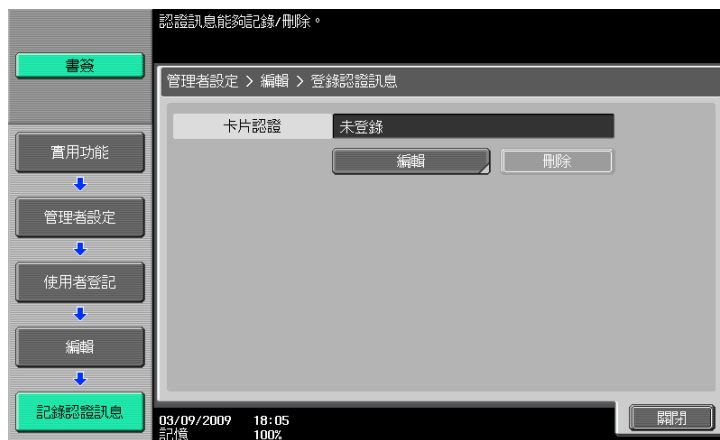 認證訊息能夠記錄/刪除。
書簽
管理者設定 > 編輯 > 登錄認證訊息
卡片認證 未登錄
編輯 刪除
實用功能
管理者設定
使用者登記
編輯
記錄認證訊息
03/09/2009 18:05
記憶 100%
關閉